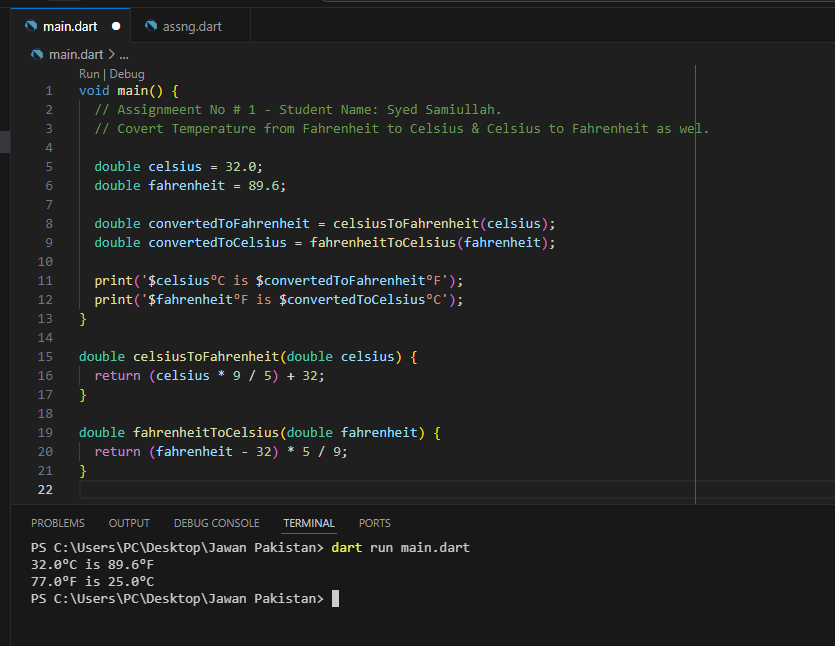 main.dart
assng.dart
main.dart > ...
Run | Debug
1 void main() {
2 // Assignmeent No # 1 - Student Name: Syed Samiullah.
3 // Covert Temperature from Fahrenheit to Celsius & Celsius to Fahrenheit as wel.
4
5 double celsius = 32.0;
6 double fahrenheit = 89.6;
7
8 double convertedToFahrenheit = celsiusToFahrenheit(celsius);
9 double convertedToCelsius = fahrenheitToCelsius(fahrenheit);
10
11 print('$celsius°C is $convertedToFahrenheit°F');
12 print('$fahrenheit°F is $convertedToCelsius°C');
13 }
14
15 double celsiusToFahrenheit(double celsius) {
16 return (celsius * 9 / 5) + 32;
17 }
18
19 double fahrenheitToCelsius(double fahrenheit) {
20 return (fahrenheit - 32) * 5 / 9;
21 }
22
PROBLEMS OUTPUT DEBUG CONSOLE TERMINAL PORTS
PS C:\Users\PC\Desktop\Jawan Pakistan> dart run main.dart
32.0°C is 89.6°F
77.0°F is 25.0°C
PS C:\Users\PC\Desktop\Jawan Pakistan>